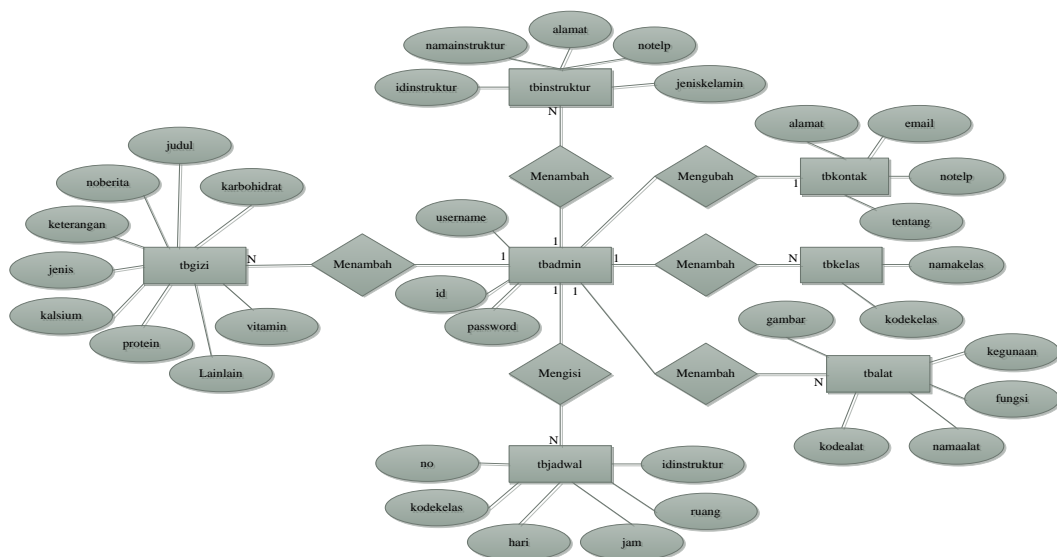 alamat
namainstruktur
notelp
idinstruktur
tbinstruktur
jeniskelamin
N
alamat
email
judul
Menambah
Mengubah
tbkontak
notelp
1
noberita
karbohidrat
username
tentang
keterangan
1
tbgizi
N
Menambah
1
tbadmin
1
Menambah
N
tbkelas
namakelas
jenis
id
1
1
kalsium
password
gambar
kodekelas
vitamin
protein
kegunaan
Lainlain
Mengisi
Menambah
N
tbalat
fungsi
kodealat
namaalat
N
no
tbjadwal
idinstruktur
kodekelas
ruang
hari
jam